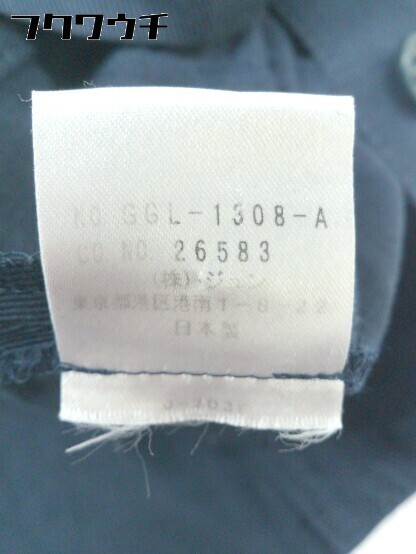 フクワウチ
NO. GGL-1308-A
CO. NO. 26583
(株)ジュン
東京都港区港南1-8-22
日本製